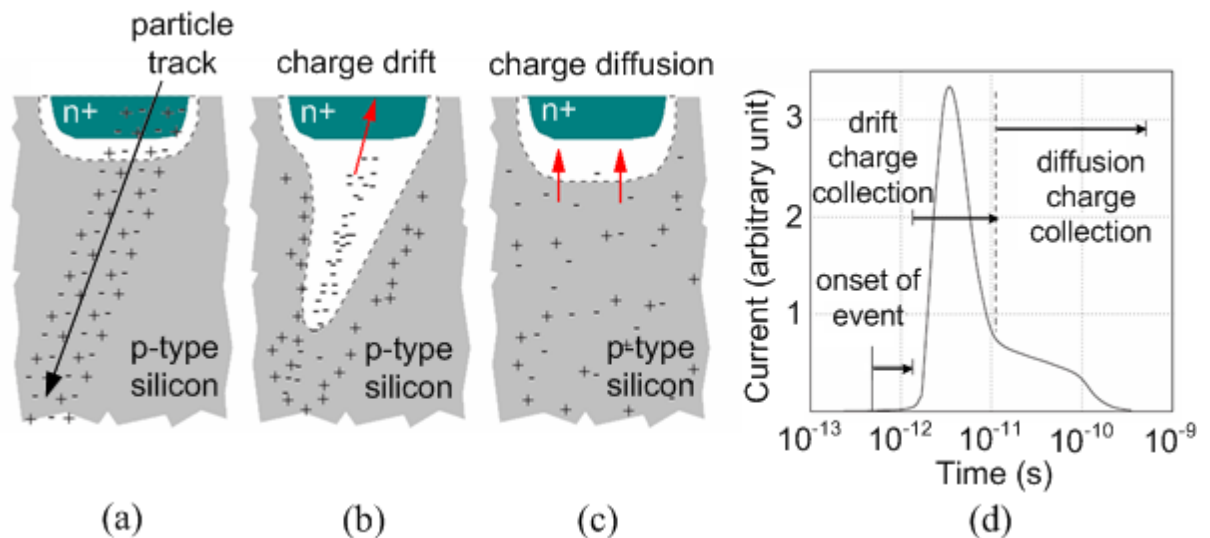 particle
track
n+
p-type
silicon
(a)
charge drift
n+
p-type
silicon
(b)
charge diffusion
n+
p-type
silicon
(c)
Current (arbitrary unit)
3
2
1
drift
charge
collection
diffusion
charge
collection
onset of
event
10-13 10-12 10-11 10-10 10-9
Time (s)
(d)